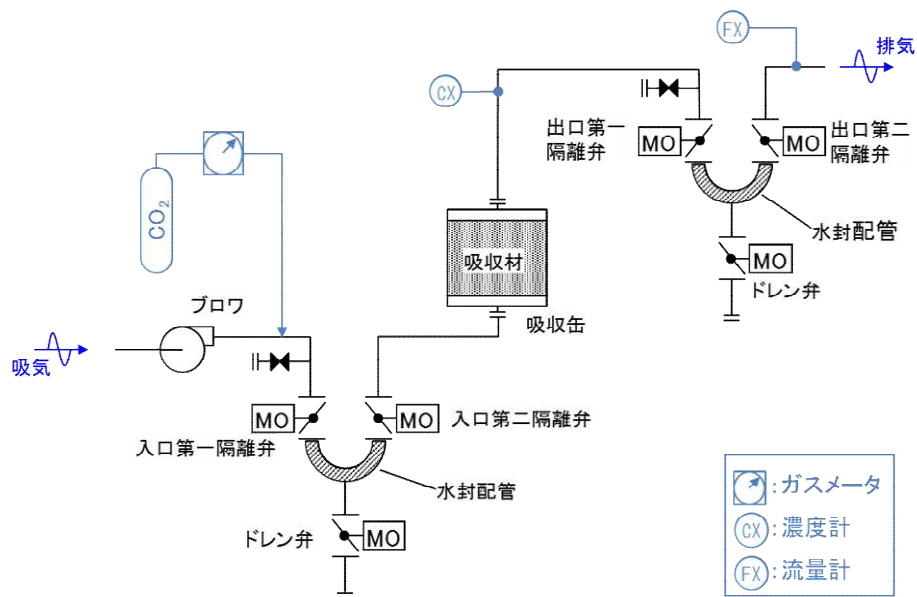 FX
排気
CX
出口第一
隔離弁
MO
MO
出口第二
隔離弁
CO₂
水封配管
吸収材
MO
ドレン弁
ブロワ
吸収缶
吸気
MO
MO
入口第二隔離弁
入口第一隔離弁
水封配管
ドレン弁
MO
:ガスメータ
CX:濃度計
FX:流量計